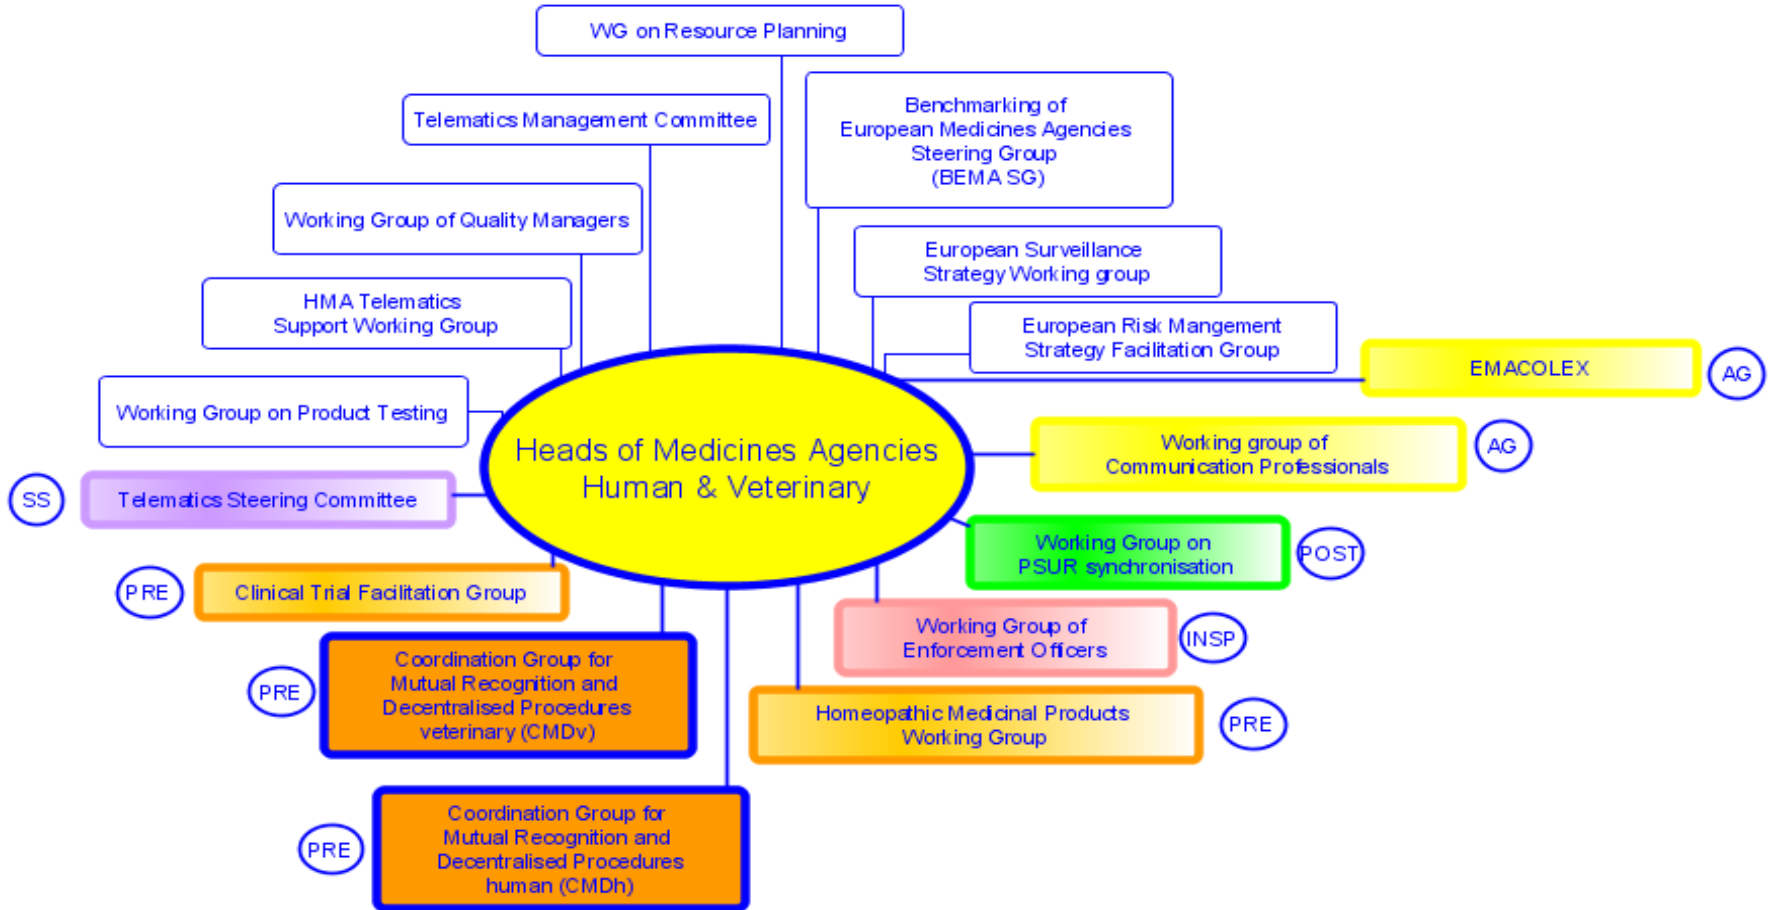 WG on Resource Planning
Telematics Management Committee
Benchmarking of
European Medicines Agencies
Steering Group
(BEMA SG)
Working Group of Quality Managers
European Surveillance
Strategy Working group
HMA Telematics
Support Working Group
European Risk Mangement
Strategy Facilitation Group
EMACOLEX
AG
Working Group on Product Testing
Heads of Medicines Agencies
Human & Veterinary
Working group of
Communication Professionals
AG
SS
Telematics Steering Committee
Working Group on
PSUR synchronisation
POST
PRE
Clinical Trial Facilitation Group
Working Group of
Enforcement Officers
INSP
PRE
Coordination Group for
Mutual Recognition and
Decentralised Procedures
veterinary (CMDv)
Homeopathic Medicinal Products
Working Group
PRE
PRE
Coordination Group for
Mutual Recognition and
Decentralised Procedures
human (CMDh)